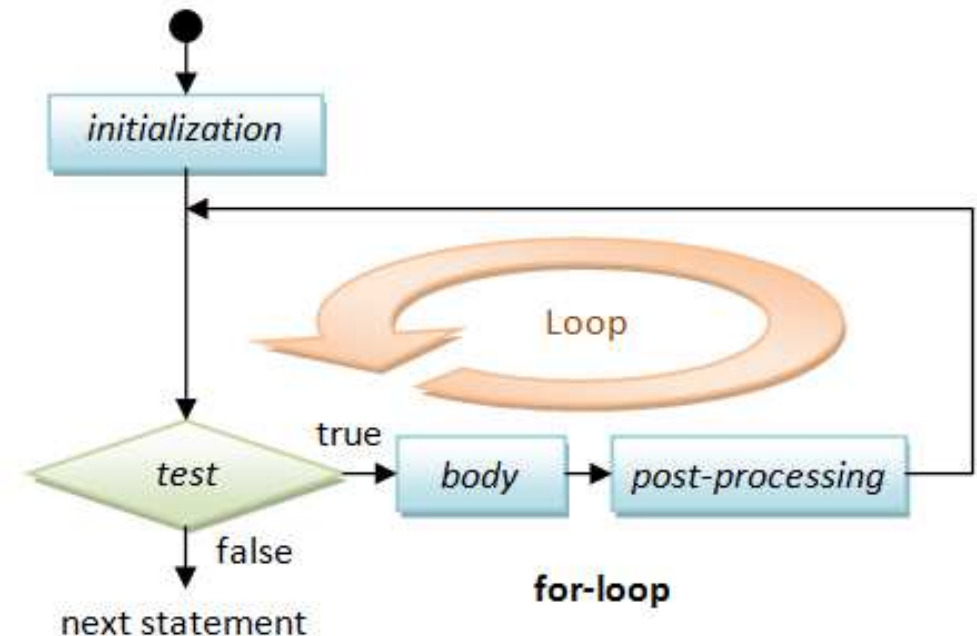 initialization
Loop
true
test
body
post-processing
false
for-loop
next statement